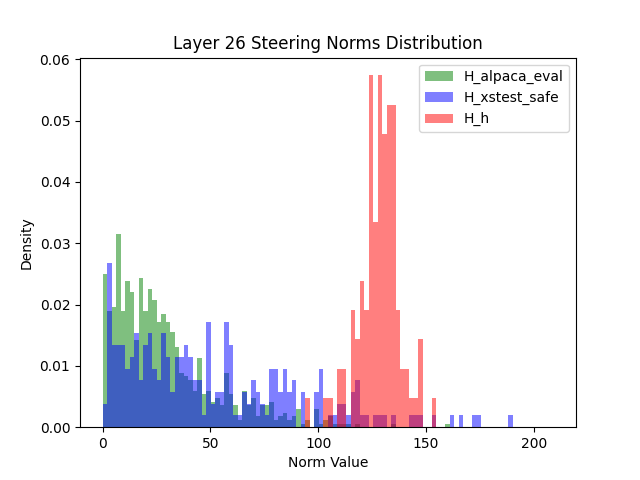 Layer 26 Steering Norms Distribution
H_alpaca_eval
H_xstest_safe
H_h
0.06
0.05
0.04
0.03
0.02
0.01
0.00
Density
0
50
100
150
200
Norm Value